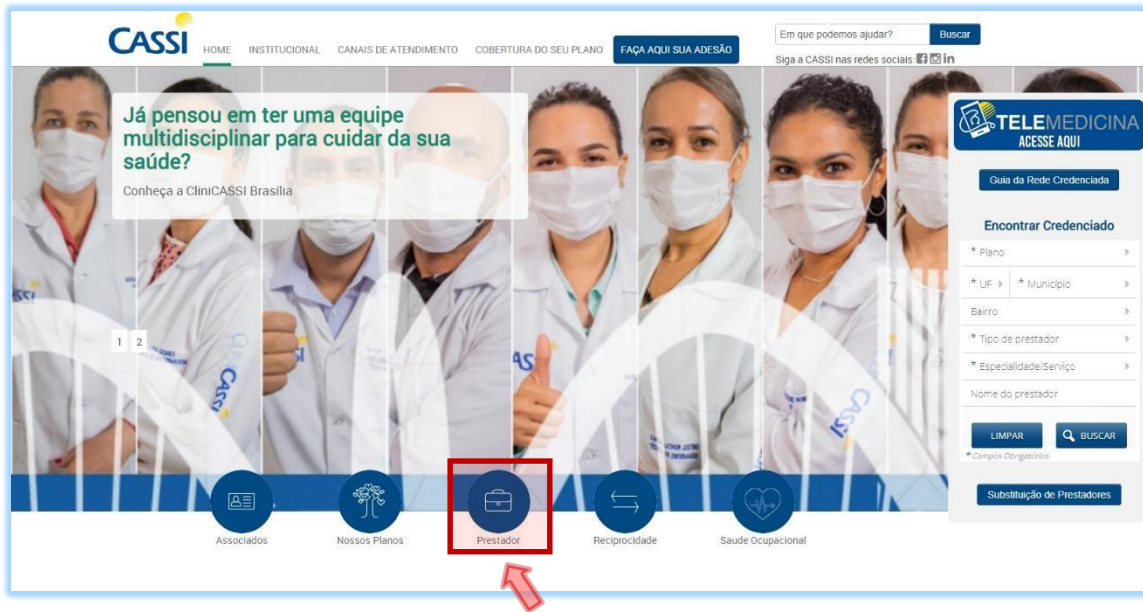 CASSI
HOME INSTITUCIONAL CANAIS DE ATENDIMENTO COBERTURA DO SEU PLANO FAÇA AQUI SUA ADESÃO
Em que podemos ajudar? Buscar
Siga a CASSI nas redes sociais:
Já pensou em ter uma equipe
multidisciplinar para cuidar da sua
saúde?
Conheça a CliniCASSI Brasília
1 2
TELEMEDICINA
ACESSE AQUI
Guia da Rede Credenciada
Encontrar Credenciado
* Plano
* UF * Município
Bairro
* Tipo de prestador
* Especialidade/Serviço
Nome do prestador
LIMPAR BUSCAR
* Campos Obrigatórios
Substituição de Prestadores
CliniCASSI
CASSI
Associados Nossos Planos Prestador Reciprocidade Saude Ocupacional